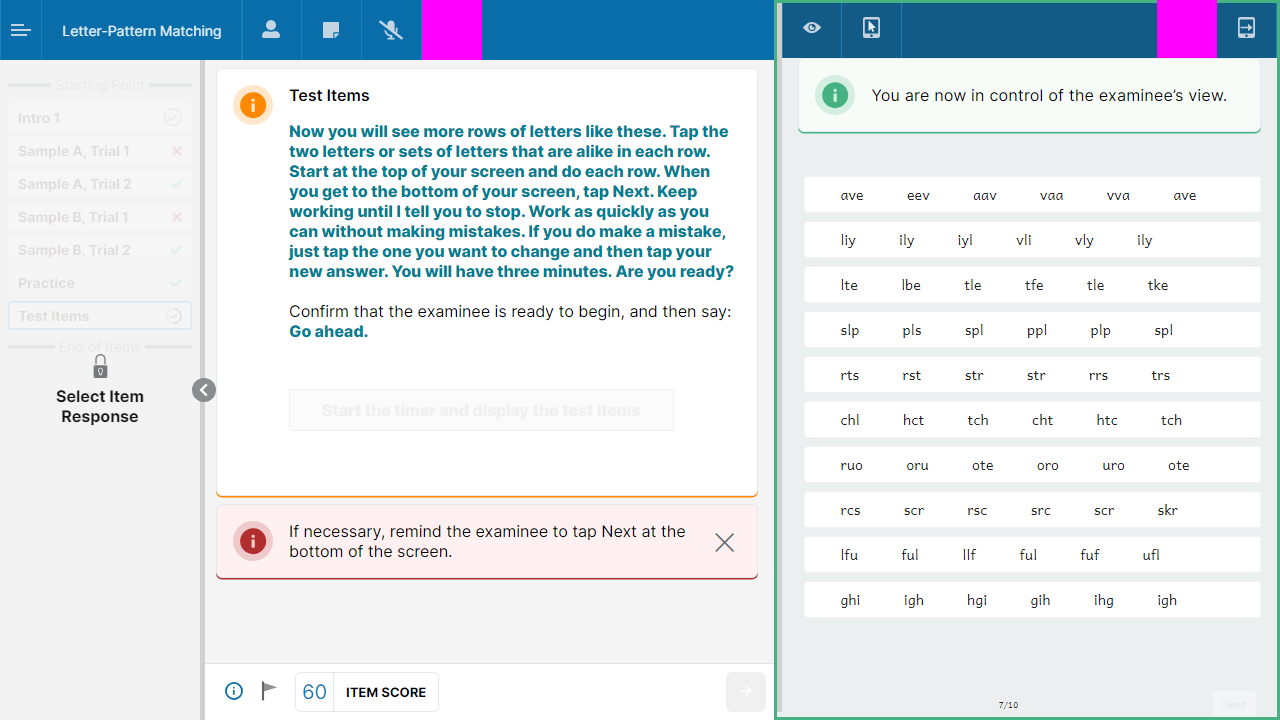 Letter-Pattern Matching
Starting Point
Intro 1
Sample A, Trial 1
Sample A, Trial 2
Sample B, Trial 1
Sample B, Trial 2
Practice
Test Items
End of Items
Select Item
Response
Test Items
Now you will see more rows of letters like these. Tap the
two letters or sets of letters that are alike in each row.
Start at the top of your screen and do each row. When
you get to the bottom of your screen, tap Next. Keep
working until I tell you to stop. Work as quickly as you
can without making mistakes. If you do make a mistake,
just tap the one you want to change and then tap your
new answer. You will have three minutes. Are you ready?
Confirm that the examinee is ready to begin, and then say:
Go ahead.
Start the timer and display the test items
If necessary, remind the examinee to tap Next at the
bottom of the screen.
60 ITEM SCORE
You are now in control of the examinee's view.
ave eev aav vaa vva ave
liy ily iyl vli vly ily
lte lbe tle tfe tle tke
slp pls spl ppl plp spl
rts rst str str rrs trs
chl hct tch cht htc tch
ruo oru ote oro uro ote
rcs scr rsc src scr skr
lfu ful llf ful fuf ufl
ghi igh hgi gih ihg igh
7/10
Next